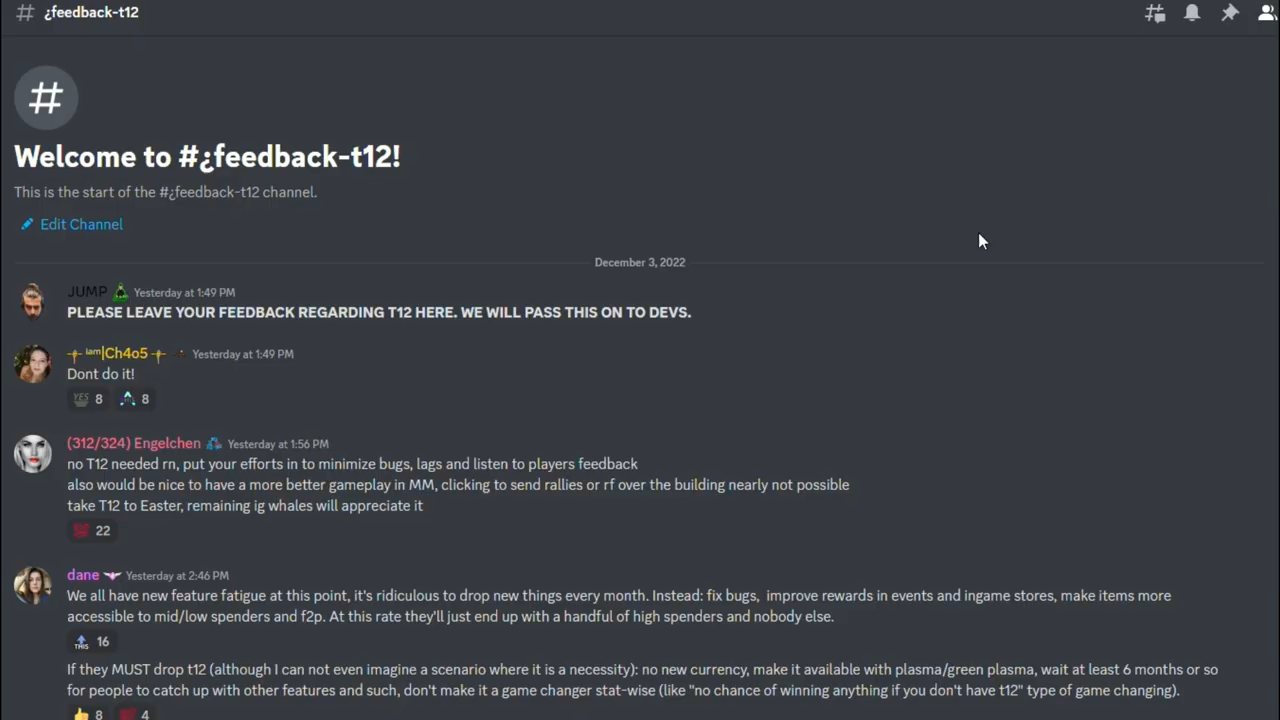 ¿feedback-t12
Welcome to #¿feedback-t12!
This is the start of the #¿feedback-t12 channel.
Edit Channel
December 3, 2022
JUMP Yesterday at 1:49 PM
PLEASE LEAVE YOUR FEEDBACK REGARDING T12 HERE. WE WILL PASS THIS ON TO DEVS.
ᶦᵃᵐ|Ch4o5 Yesterday at 1:49 PM
Dont do it!
YES 8 8
(312/324) Engelchen Yesterday at 1:56 PM
no T12 needed rn, put your efforts in to minimize bugs, lags and listen to players feedback
also would be nice to have a more better gameplay in MM, clicking to send rallies or rf over the building nearly not possible
take T12 to Easter, remaining ig whales will appreciate it
22
dane Yesterday at 2:46 PM
We all have new feature fatigue at this point, it's ridiculous to drop new things every month. Instead: fix bugs, improve rewards in events and ingame stores, make items more
accessible to mid/low spenders and f2p. At this rate they'll just end up with a handful of high spenders and nobody else.
THIS 16
If they MUST drop t12 (although I can not even imagine a scenario where it is a necessity): no new currency, make it available with plasma/green plasma, wait at least 6 months or so
for people to catch up with other features and such, don't make it a game changer stat-wise (like "no chance of winning anything if you don't have t12" type of game changing).
8 4